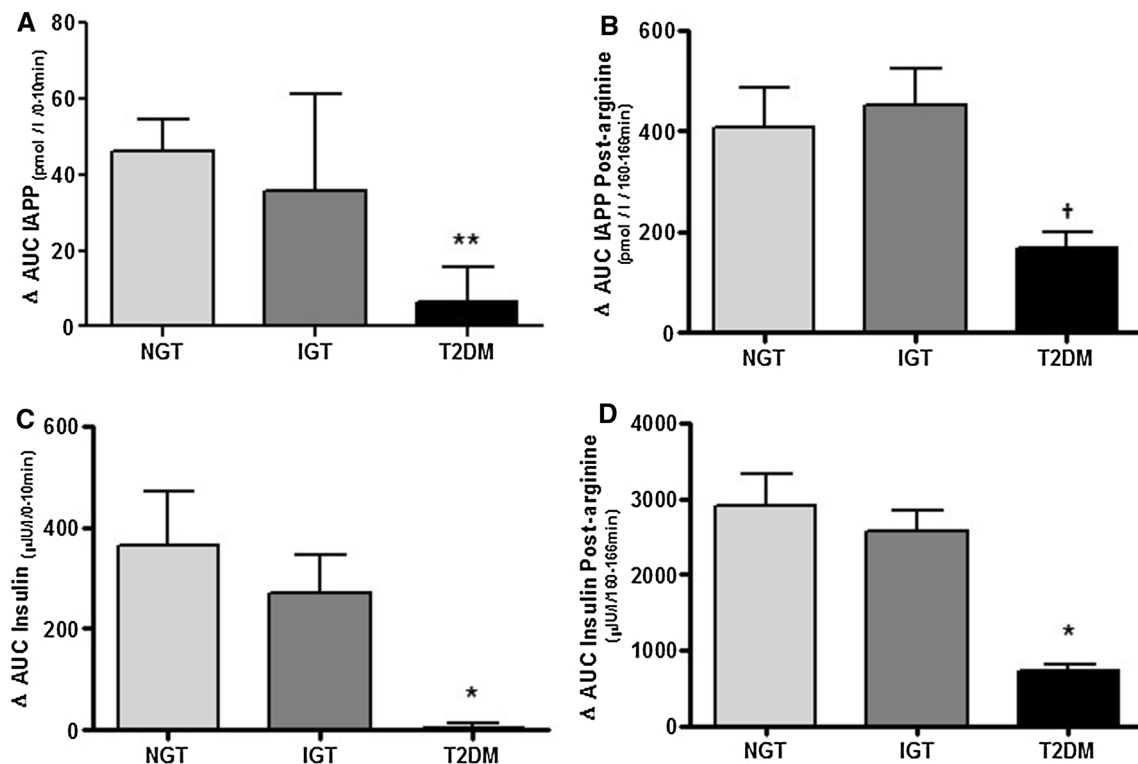 A
Δ AUC IAPP (pmol / l /0-10min)
80
60
40
20
0
**
NGT IGT T2DM
B
Δ AUC IAPP Post-arginine
(pmol / l / 160-166min)
600
400
200
0
†
NGT IGT T2DM
C
Δ AUC Insulin (µIU/l/0-10min)
600
400
200
0
*
NGT IGT T2DM
D
Δ AUC Insulin Post-arginine
(µIU/l/160-166min)
4000
3000
2000
1000
0
*
NGT IGT T2DM